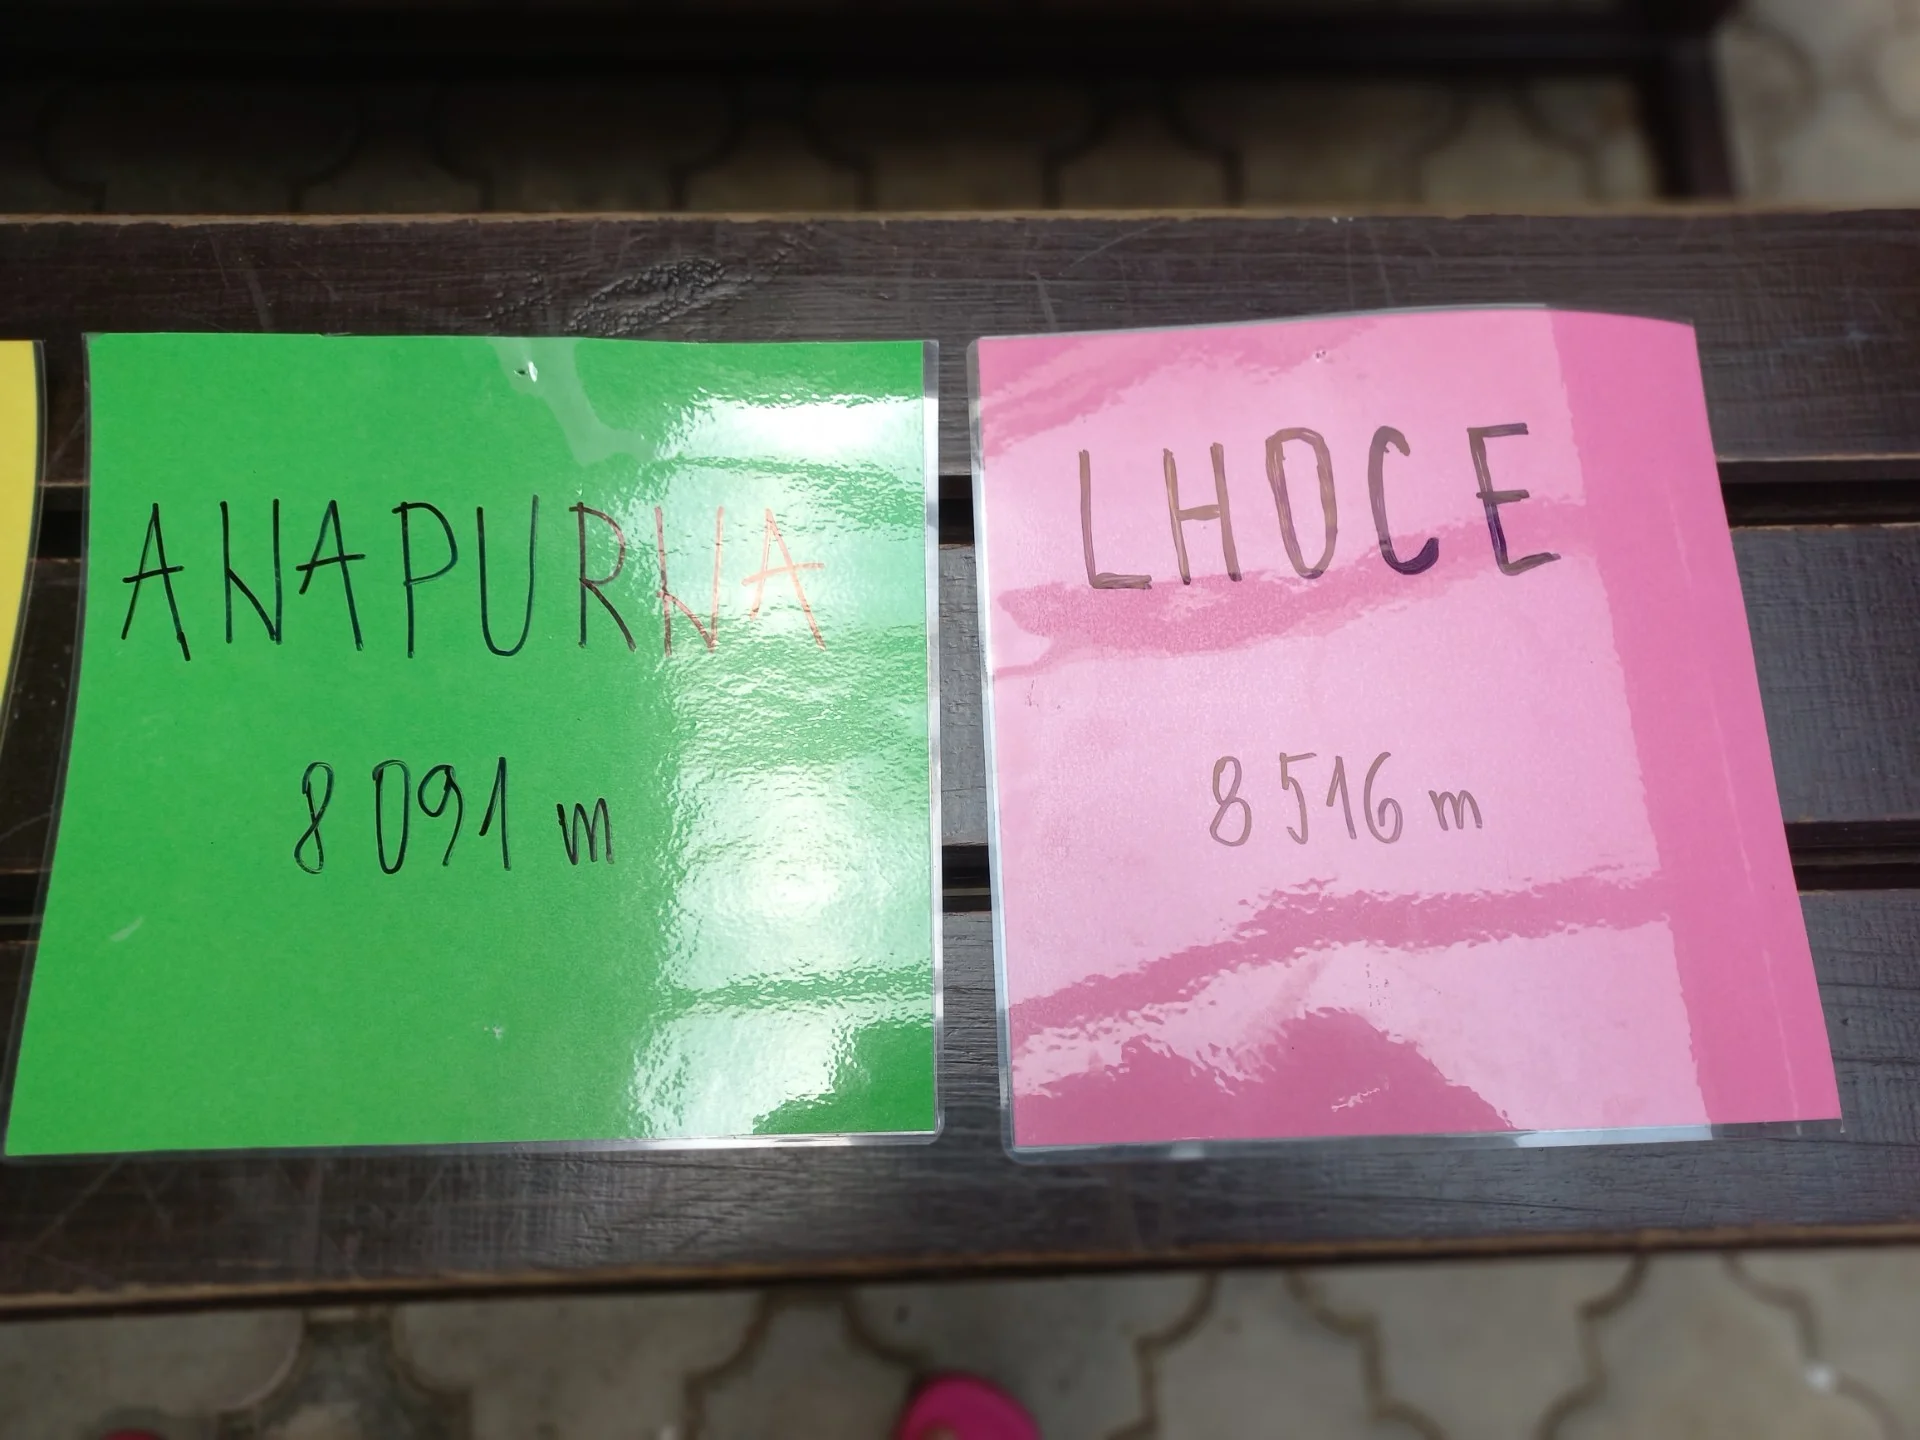 ANAPURNA
8091 m
LHOCE
8516 m